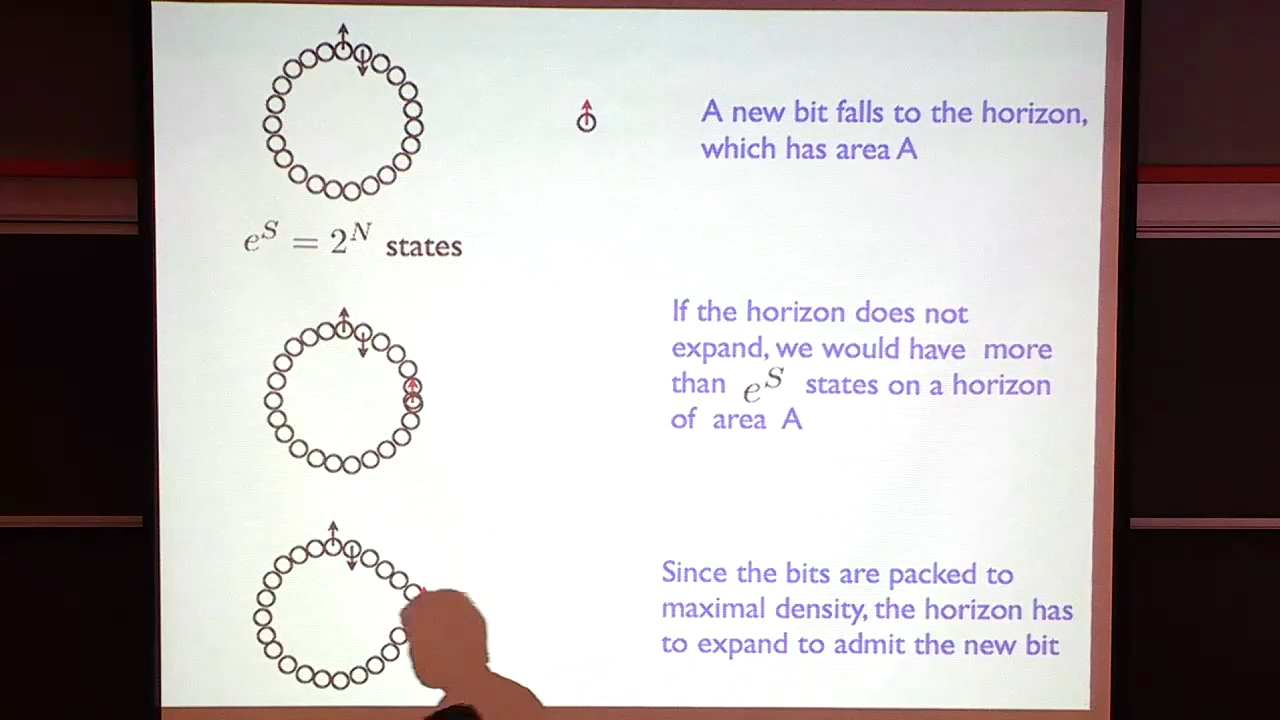 A new bit falls to the horizon,
which has area A
e^S = 2^N states
If the horizon does not
expand, we would have more
than e^S states on a horizon
of area A
Since the bits are packed to
maximal density, the horizon has
to expand to admit the new bit